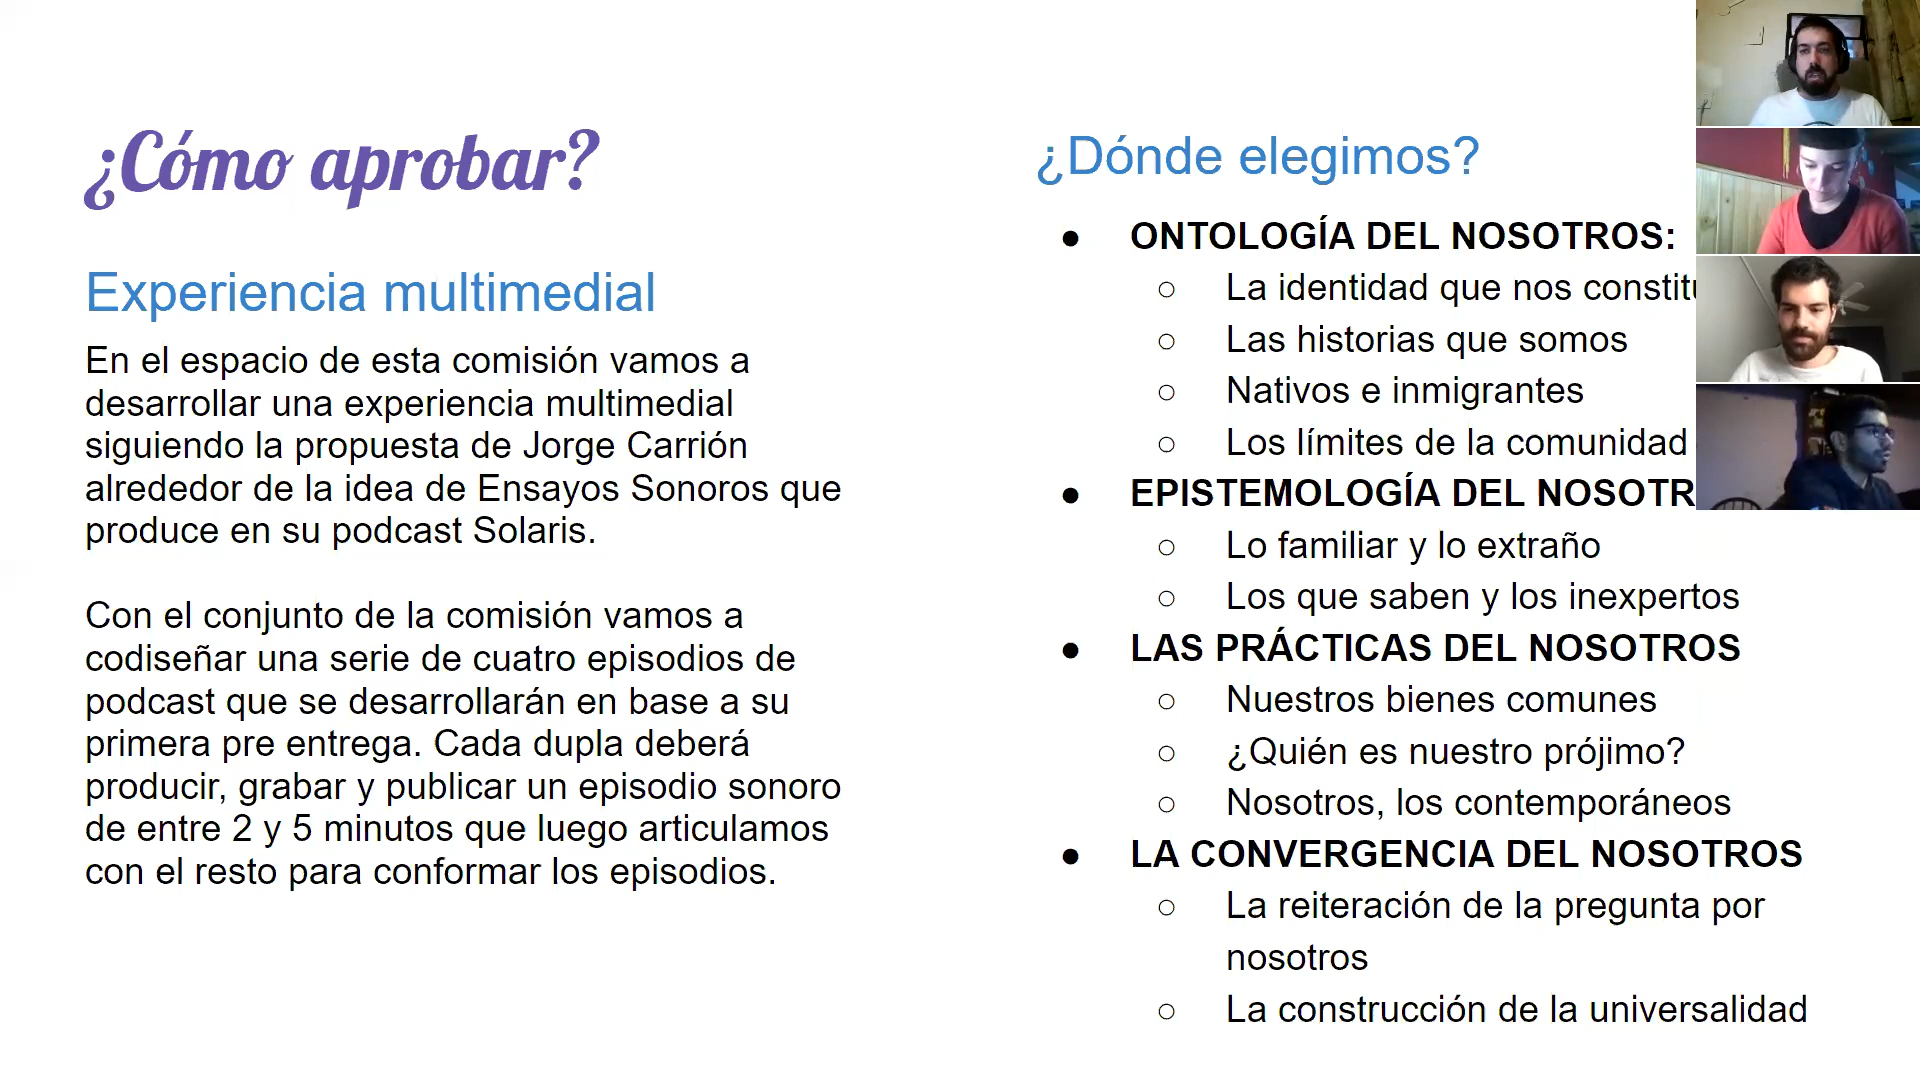 ¿Cómo aprobar?
Experiencia multimedial
En el espacio de esta comisión vamos a
desarrollar una experiencia multimedial
siguiendo la propuesta de Jorge Carrión
alrededor de la idea de Ensayos Sonoros que
produce en su podcast Solaris.
Con el conjunto de la comisión vamos a
codiseñar una serie de cuatro episodios de
podcast que se desarrollarán en base a su
primera pre entrega. Cada dupla deberá
producir, grabar y publicar un episodio sonoro
de entre 2 y 5 minutos que luego articulamos
con el resto para conformar los episodios.
¿Dónde elegimos?
● ONTOLOGÍA DEL NOSOTROS:
○ La identidad que nos
○ Las historias que somos
○ Nativos e inmigrantes
○ Los límites de la comunidad
● EPISTEMOLOGÍA DEL
○ Lo familiar y lo extraño
○ Los que saben y los inexpertos
● LAS PRÁCTICAS DEL NOSOTROS
○ Nuestros bienes comunes
○ ¿Quién es nuestro prójimo?
○ Nosotros, los contemporáneos
● LA CONVERGENCIA DEL NOSOTROS
○ La reiteración de la pregunta por
nosotros
○ La construcción de la universalidad